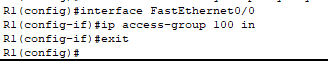 R1(config)#interface FastEthernet0/0
R1(config-if)#ip access-group 100 in
R1(config-if)#exit
R1(config)#